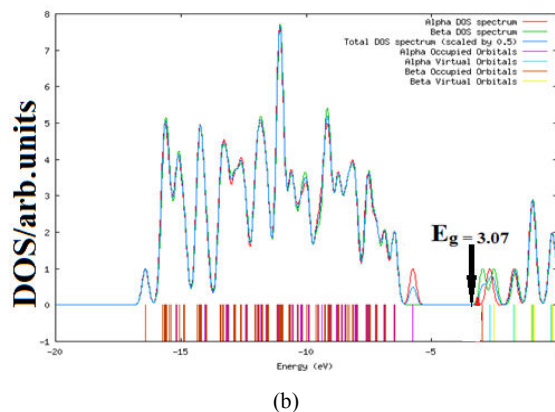 8
7
6
5
4
3
2
1
0
DOS/arb.units
Alpha DOS spectrum
Beta DOS spectrum
Total DOS spectrum (scaled by 0.5)
Alpha Occupied Orbitals
Alpha Virtual Orbitals
Beta Occupied Orbitals
Beta Virtual Orbitals
Eg = 3.07
-20 -15 -10 -5
Energy (eV)
(b)